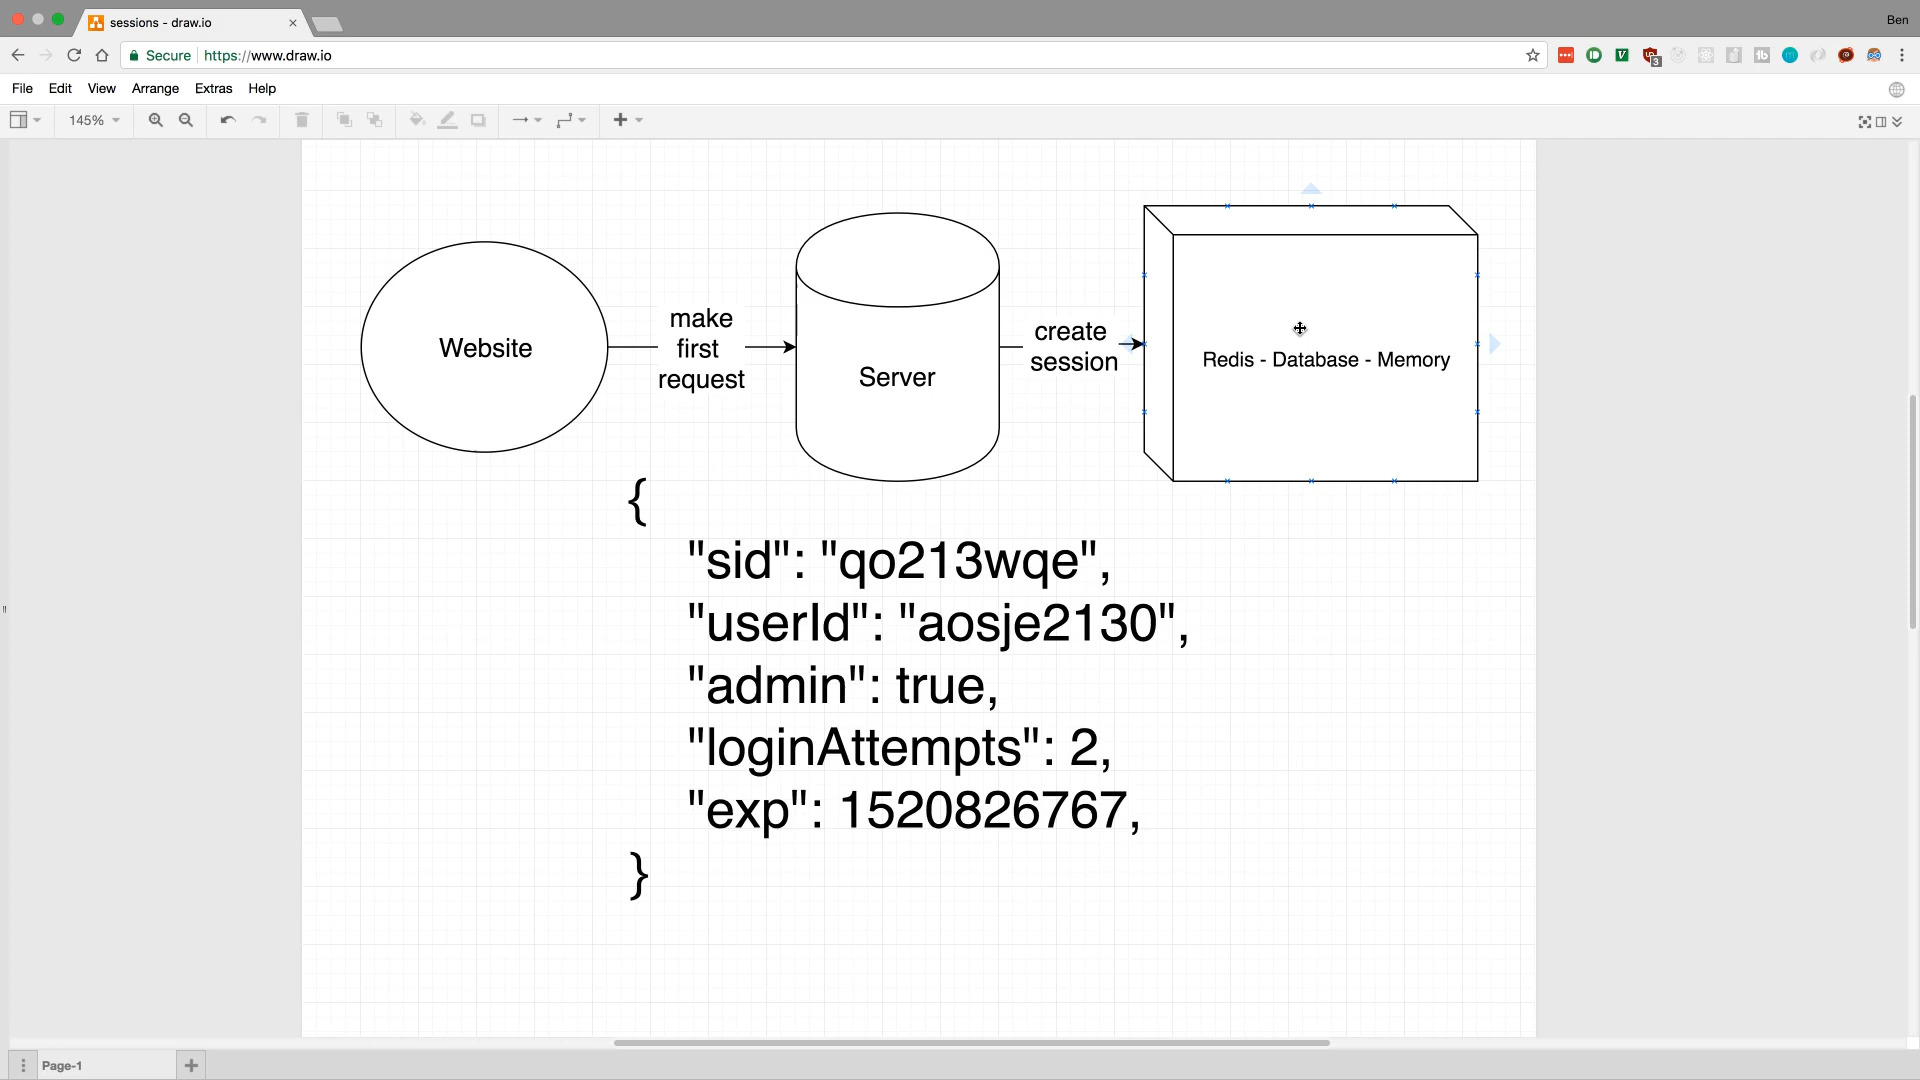 sessions - draw.io
Ben
Secure https://www.draw.io
3
File Edit View Arrange Extras Help
145%
Website
make
first
request
Server
create
session
Redis - Database - Memory
{
"sid": "qo213wqe",
"userId": "aosje2130",
"admin": true,
"loginAttempts": 2,
"exp": 1520826767,
}
Page-1